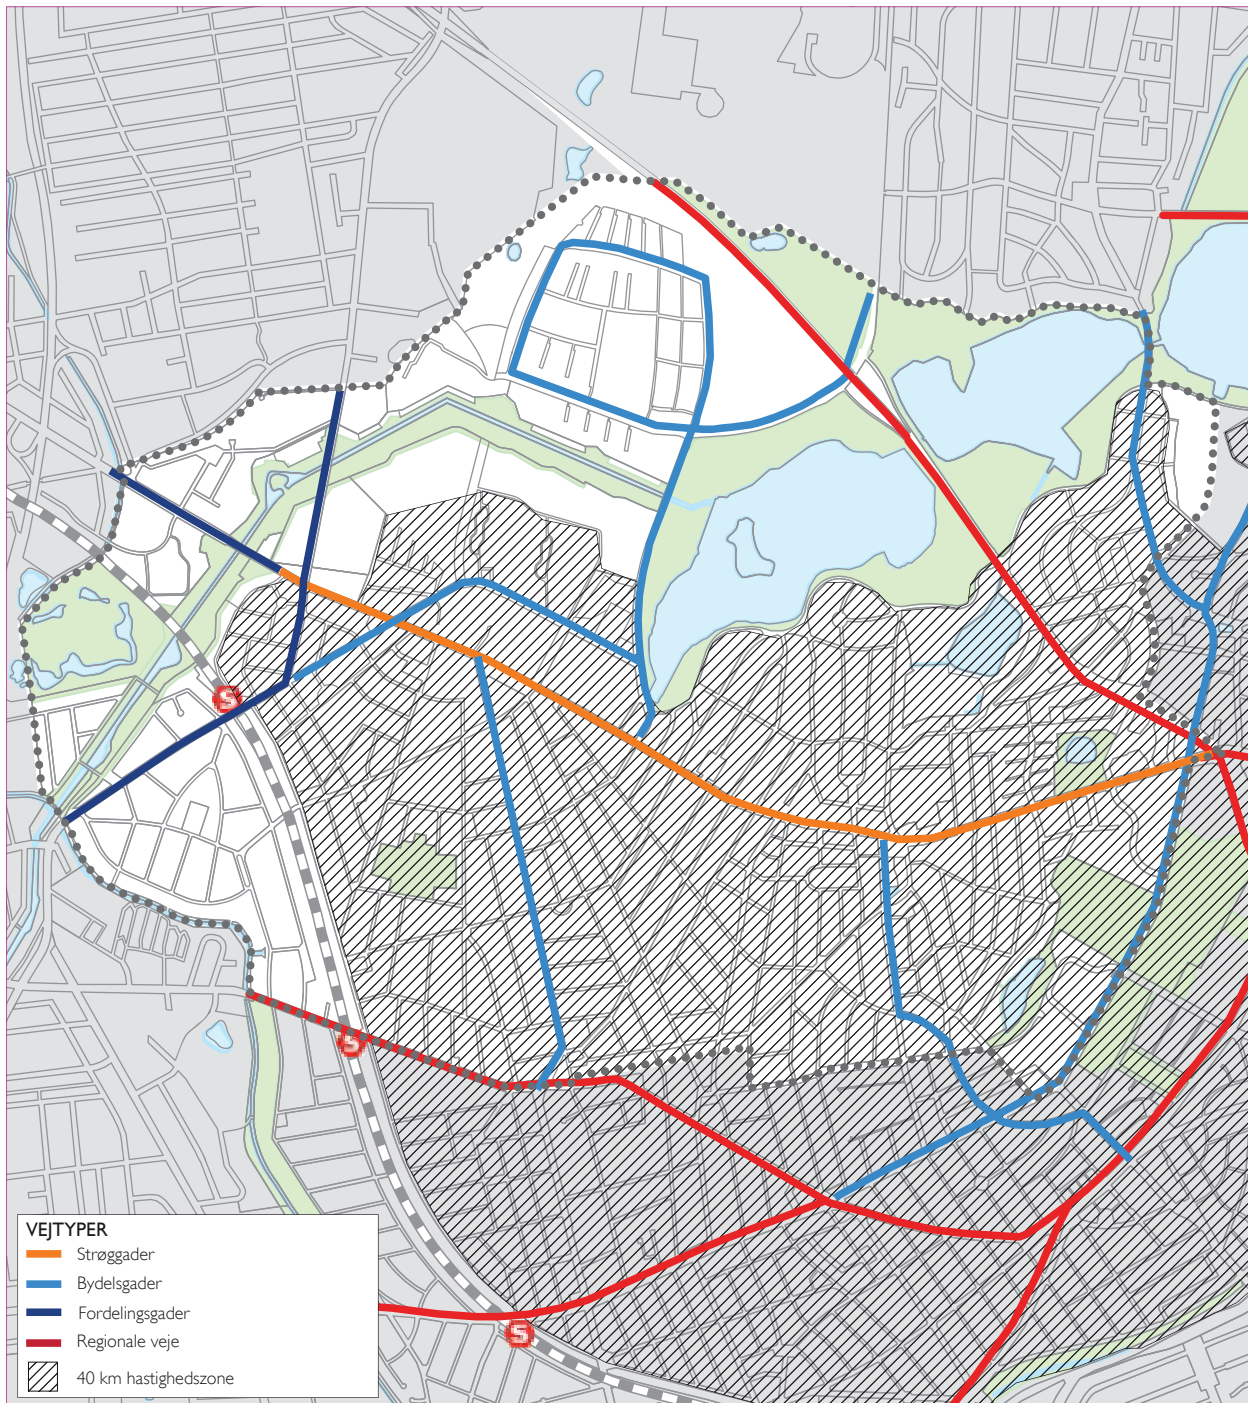 S
S
S
VEJTYPER
Strøggader
Bydelsgader
Fordelingsgader
Regionale veje
40 km hastighedszone